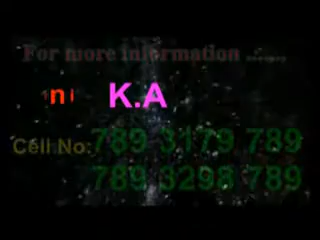 For more information .......
K.A
Cell No: 789 3179 789
789 3298 789